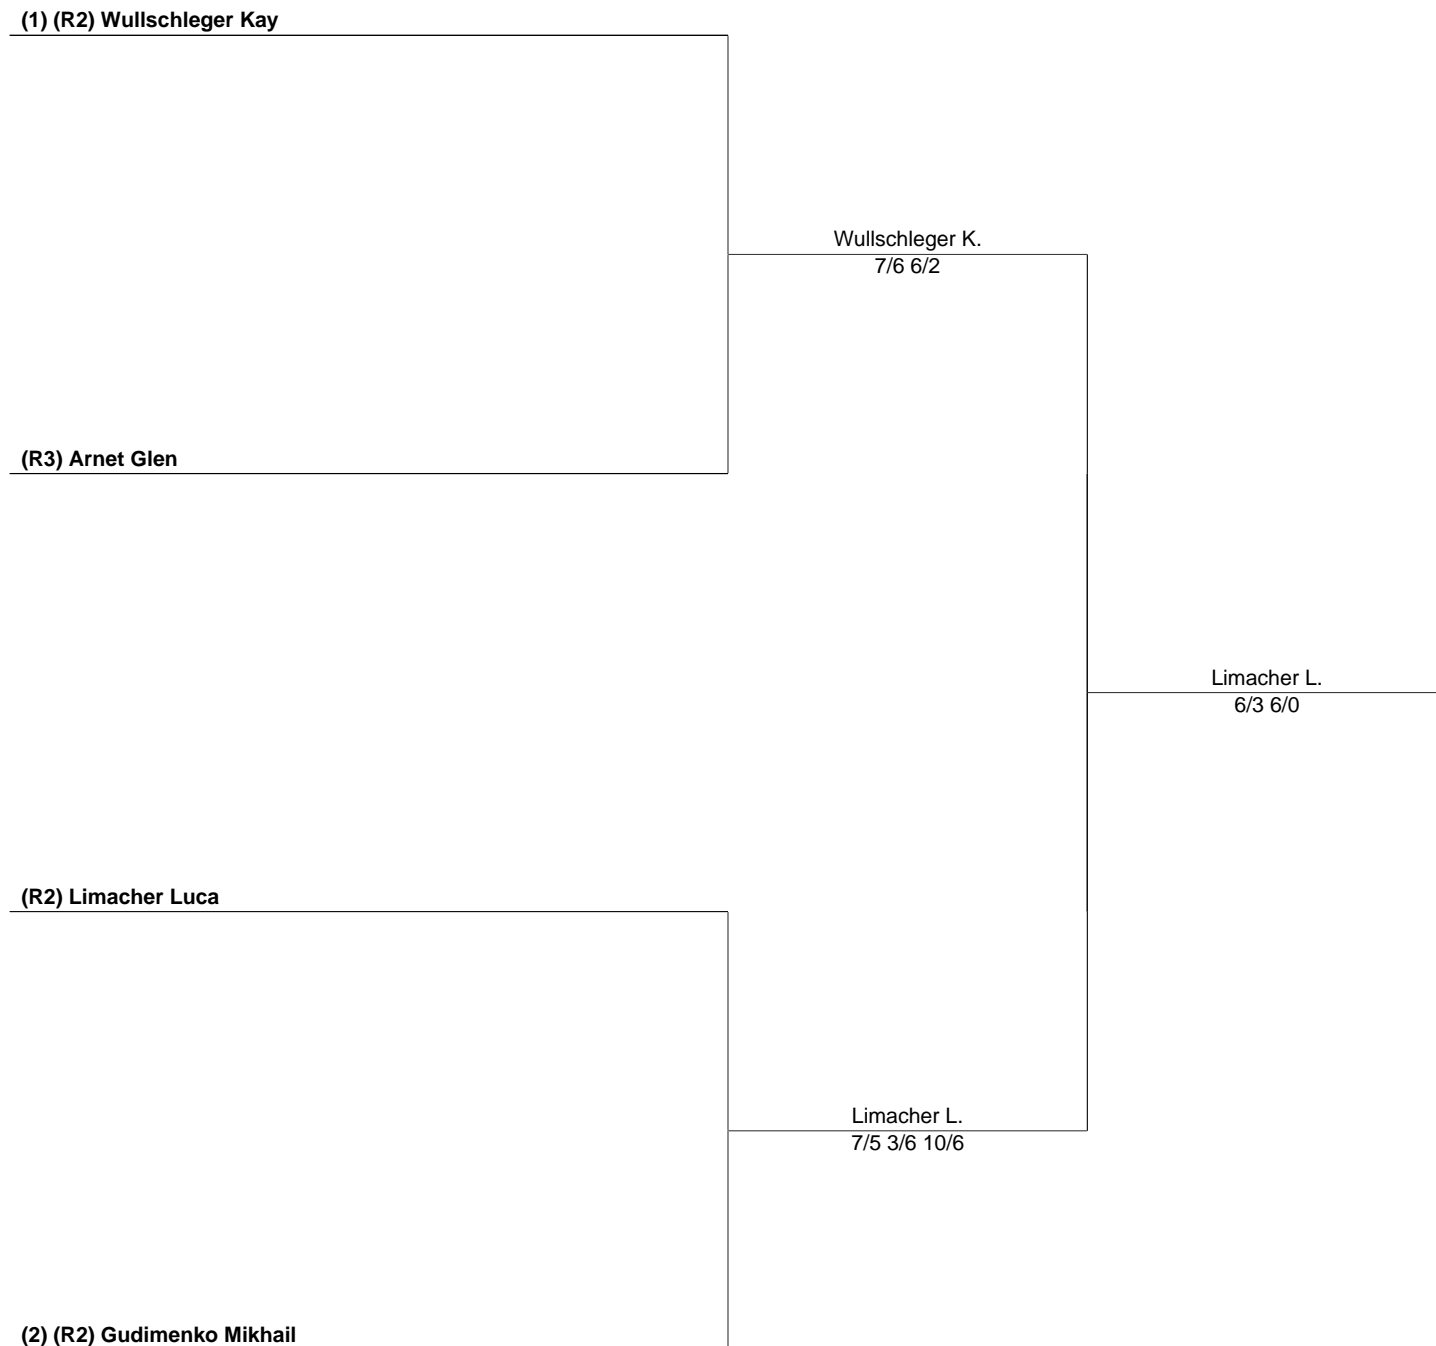 (1) (R2) Wullschleger Kay
Wullschleger K.
7/6 6/2
(R3) Arnet Glen
Limacher L.
6/3 6/0
(R2) Limacher Luca
Limacher L.
7/5 3/6 10/6
(2) (R2) Gudimenko Mikhail